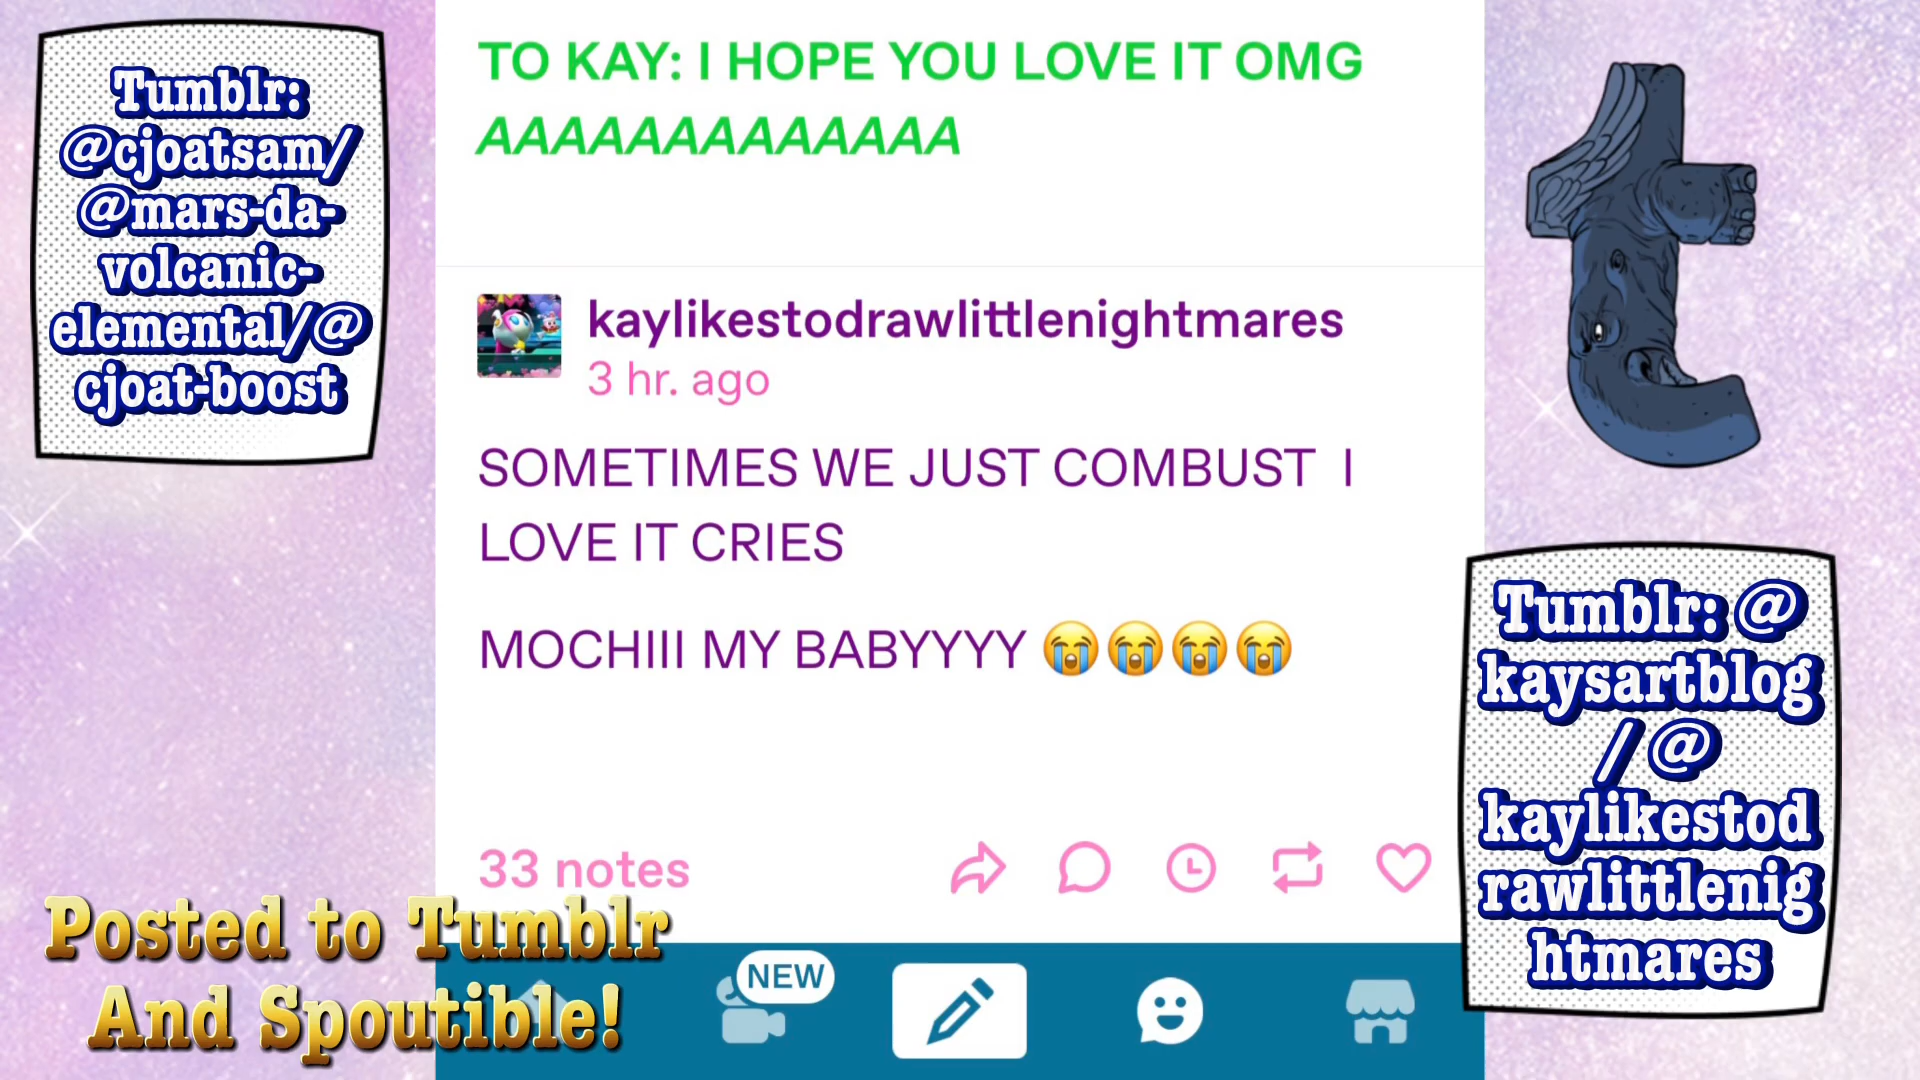 Tumblr:
@cjoatsam/
@mars-da-
volcanic-
elemental/@
cjoat-boost
TO KAY: I HOPE YOU LOVE IT OMG
AAAAAAAAAAAAA
kaylikestodrawlittlenightmares
3 hr. ago
SOMETIMES WE JUST COMBUST I
LOVE IT CRIES
MOCHIII MY BABYYYY 😭😭😭😭
33 notes
NEW
t
Tumblr: @
kaysartblog
/ @
kaylikestod
rawlittlenig
htmares
Posted to Tumblr
And Spoutible!